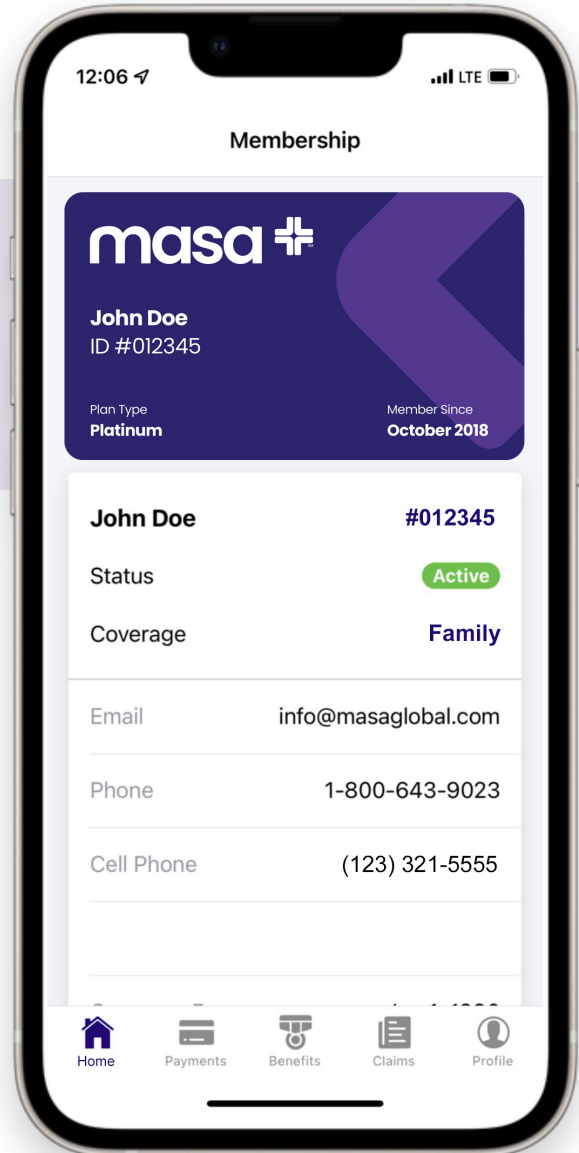 12:06 LTE
Membership
masa
John Doe
ID #012345
Plan Type Member Since
Platinum October 2018
John Doe #012345
Status Active
Coverage Family
Email info@masaglobal.com
Phone 1-800-643-9023
Cell Phone (123) 321-5555
Home Payments Benefits Claims Profile